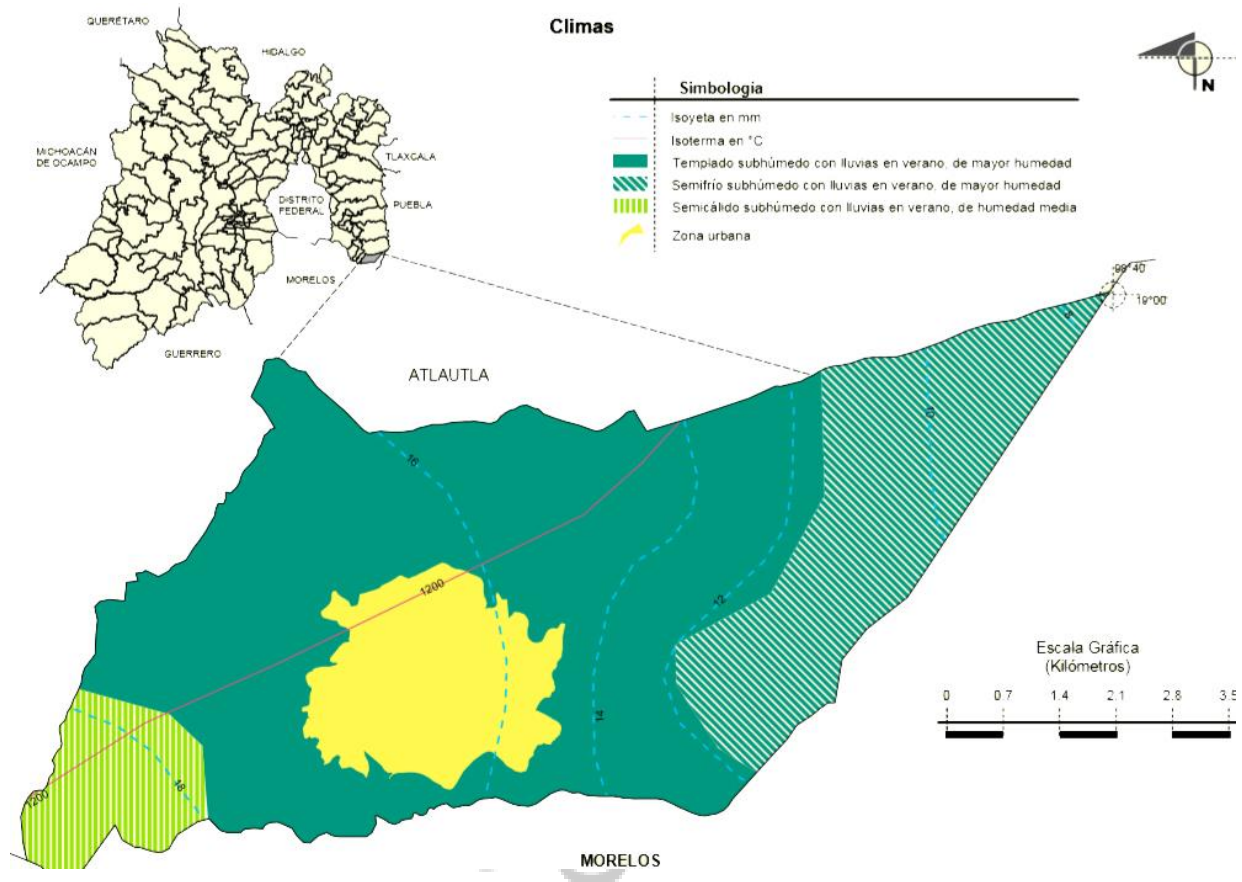 Climas
QUERÉTARO
HIDALGO
MICHOACÁN
DE OCAMPO
TLAXCALA
DISTRITO
FEDERAL
PUEBLA
MORELOS
GUERRERO
N
Simbología
Isoyeta en mm
Isoterma en °C
Templado subhúmedo con lluvias en verano, de mayor humedad
Semifrío subhúmedo con lluvias en verano, de mayor humedad
Semicálido subhúmedo con lluvias en verano, de humedad media
Zona urbana
98°40
19°00
ATLAUTLA
10
16
12
1200
14
18
1200
Escala Gráfica
(Kilómetros)
0 0.7 1.4 2.1 2.8 3.5
MORELOS